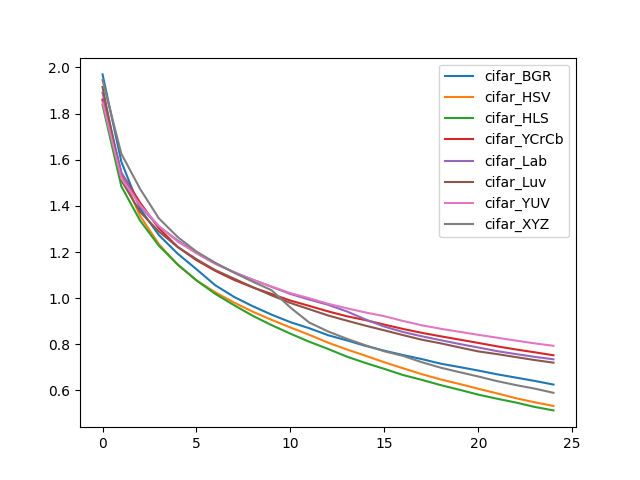 2.0
1.8
1.6
1.4
1.2
1.0
0.8
0.6
0 5 10 15 20 25
cifar_BGR
cifar_HSV
cifar_HLS
cifar_YCrCb
cifar_Lab
cifar_Luv
cifar_YUV
cifar_XYZ